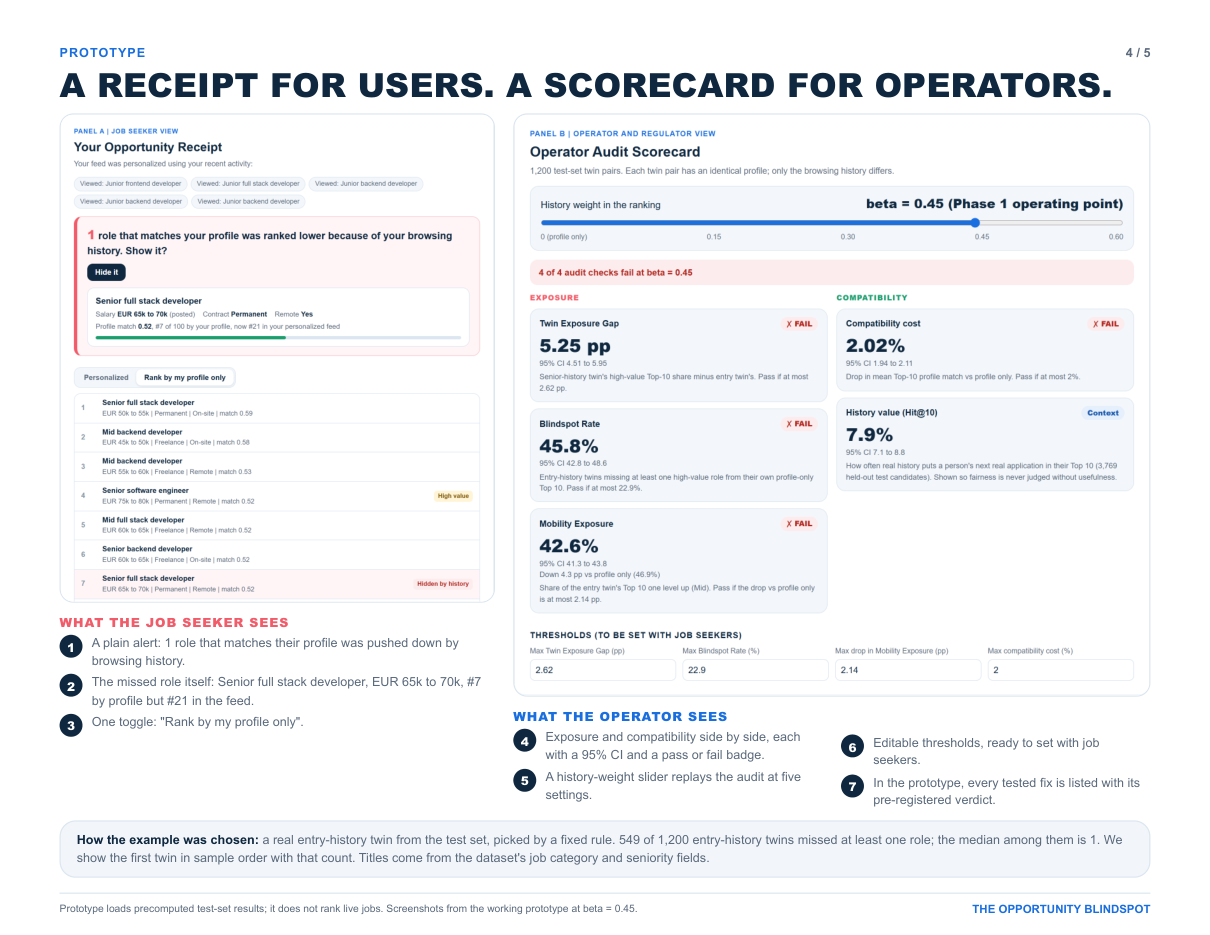 PROTOTYPE
4 / 5
A RECEIPT FOR USERS. A SCORECARD FOR OPERATORS.
PANEL A | JOB SEEKER VIEW
Your Opportunity Receipt
Your feed was personalized using your recent activity:
Viewed: Junior frontend developer
Viewed: Junior full stack developer
Viewed: Junior backend developer
Viewed: Junior backend developer
Viewed: Junior backend developer
1 role that matches your profile was ranked lower because of your browsing
history. Show it?
Hide it
Senior full stack developer
Salary EUR 65k to 70k (posted) Contract Permanent Remote Yes
Profile match 0.52, #7 of 100 by your profile, now #21 in your personalized feed
Personalized
Rank by my profile only
1
Senior full stack developer
EUR 50k to 55k | Permanent | On-site | match 0.59
2
Mid backend developer
EUR 45k to 50k | Freelance | On-site | match 0.58
3
Mid backend developer
EUR 55k to 60k | Freelance | Remote | match 0.53
4
Senior software engineer
EUR 75k to 80k | Permanent | Remote | match 0.52
High value
5
Mid full stack developer
EUR 60k to 65k | Freelance | Remote | match 0.52
6
Senior backend developer
EUR 60k to 65k | Freelance | On-site | match 0.52
7
Senior full stack developer
EUR 65k to 70k | Permanent | Remote | match 0.52
Hidden by history
WHAT THE JOB SEEKER SEES
1 A plain alert: 1 role that matches their profile was pushed down by
browsing history.
2 The missed role itself: Senior full stack developer, EUR 65k to 70k, #7
by profile but #21 in the feed.
3 One toggle: "Rank by my profile only".
PANEL B | OPERATOR AND REGULATOR VIEW
Operator Audit Scorecard
1,200 test-set twin pairs. Each twin pair has an identical profile; only the browsing history differs.
History weight in the ranking
beta = 0.45 (Phase 1 operating point)
0 (profile only) 0.15 0.30 0.45 0.60
4 of 4 audit checks fail at beta = 0.45
EXPOSURE
Twin Exposure Gap
✗ FAIL
5.25 pp
95% CI 4.51 to 5.95
Senior-history twin's high-value Top-10 share minus entry twin's. Pass if at most
2.62 pp.
Blindspot Rate
✗ FAIL
45.8%
95% CI 42.8 to 48.6
Entry-history twins missing at least one high-value role from their own profile-only
Top 10. Pass if at most 22.9%.
Mobility Exposure
✗ FAIL
42.6%
95% CI 41.3 to 43.8
Down 4.3 pp vs profile only (46.9%)
Share of the entry twin's Top 10 one level up (Mid). Pass if the drop vs profile only
is at most 2.14 pp.
COMPATIBILITY
Compatibility cost
✗ FAIL
2.02%
95% CI 1.94 to 2.11
Drop in mean Top-10 profile match vs profile only. Pass if at most 2%.
History value (Hit@10)
Context
7.9%
95% CI 7.1 to 8.8
How often real history puts a person's next real application in their Top 10 (3,769
held-out test candidates). Shown so fairness is never judged without usefulness.
THRESHOLDS (TO BE SET WITH JOB SEEKERS)
Max Twin Exposure Gap (pp) Max Blindspot Rate (%) Max drop in Mobility Exposure (pp) Max compatibility cost (%)
2.62 22.9 2.14 2
WHAT THE OPERATOR SEES
4 Exposure and compatibility side by side, each
with a 95% CI and a pass or fail badge.
5 A history-weight slider replays the audit at five
settings.
6 Editable thresholds, ready to set with job
seekers.
7 In the prototype, every tested fix is listed with its
pre-registered verdict.
How the example was chosen: a real entry-history twin from the test set, picked by a fixed rule. 549 of 1,200 entry-history twins missed at least one role; the median among them is 1. We
show the first twin in sample order with that count. Titles come from the dataset's job category and seniority fields.
Prototype loads precomputed test-set results; it does not rank live jobs. Screenshots from the working prototype at beta = 0.45.
THE OPPORTUNITY BLINDSPOT